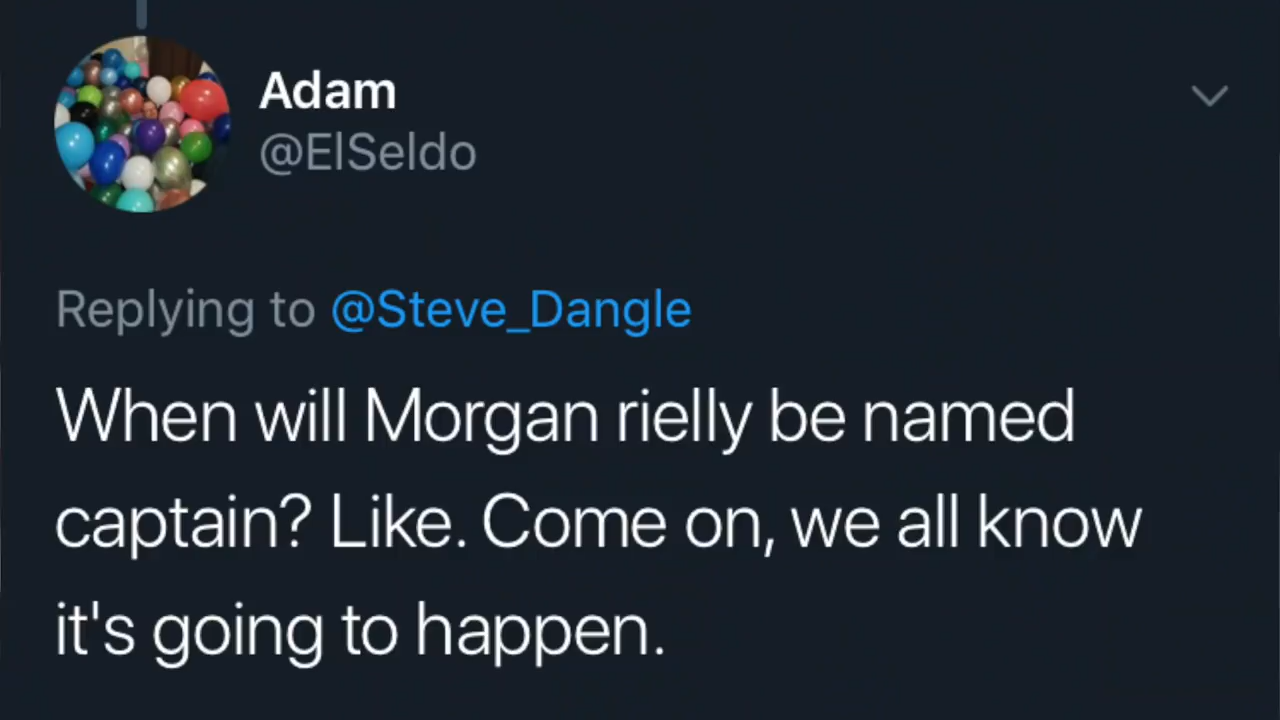 Adam
@ElSeldo
Replying to @Steve_Dangle
When will Morgan rielly be named
captain? Like. Come on, we all know
it's going to happen.